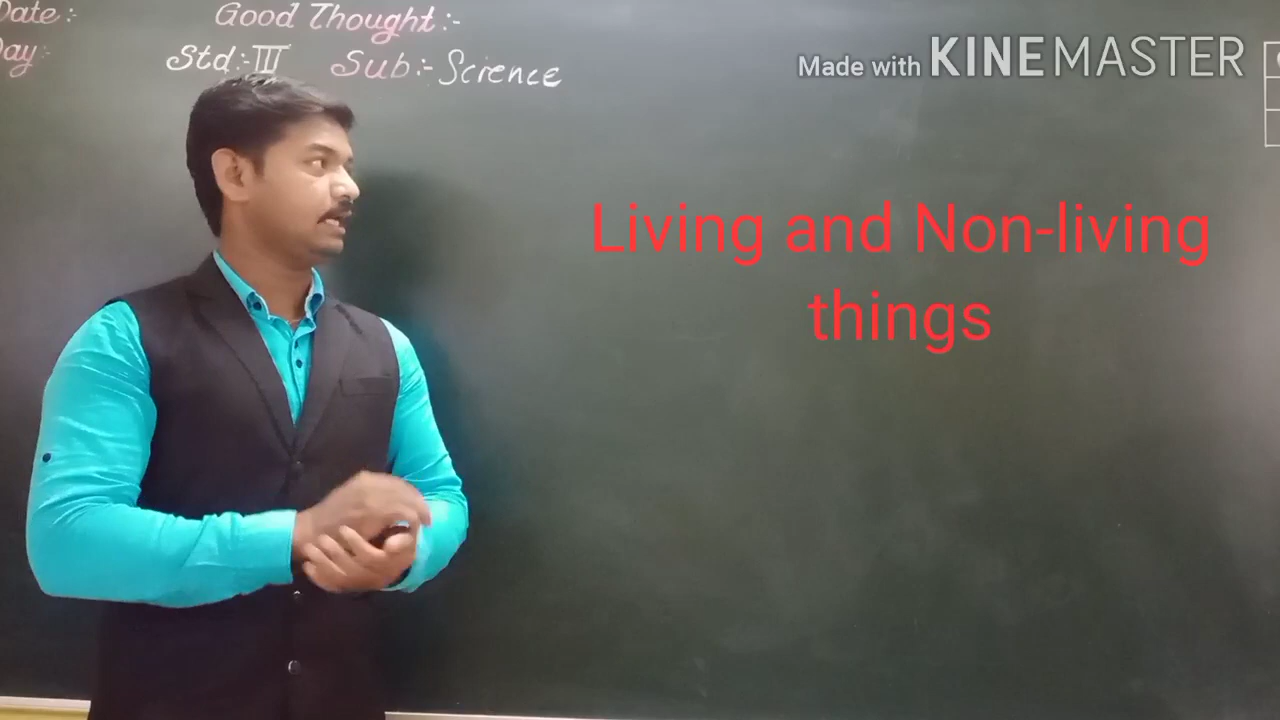 Date :-
Good Thought :-
Day:-
Std:-III Sub:- Science
Made with KINEMASTER
Living and Non-living
things